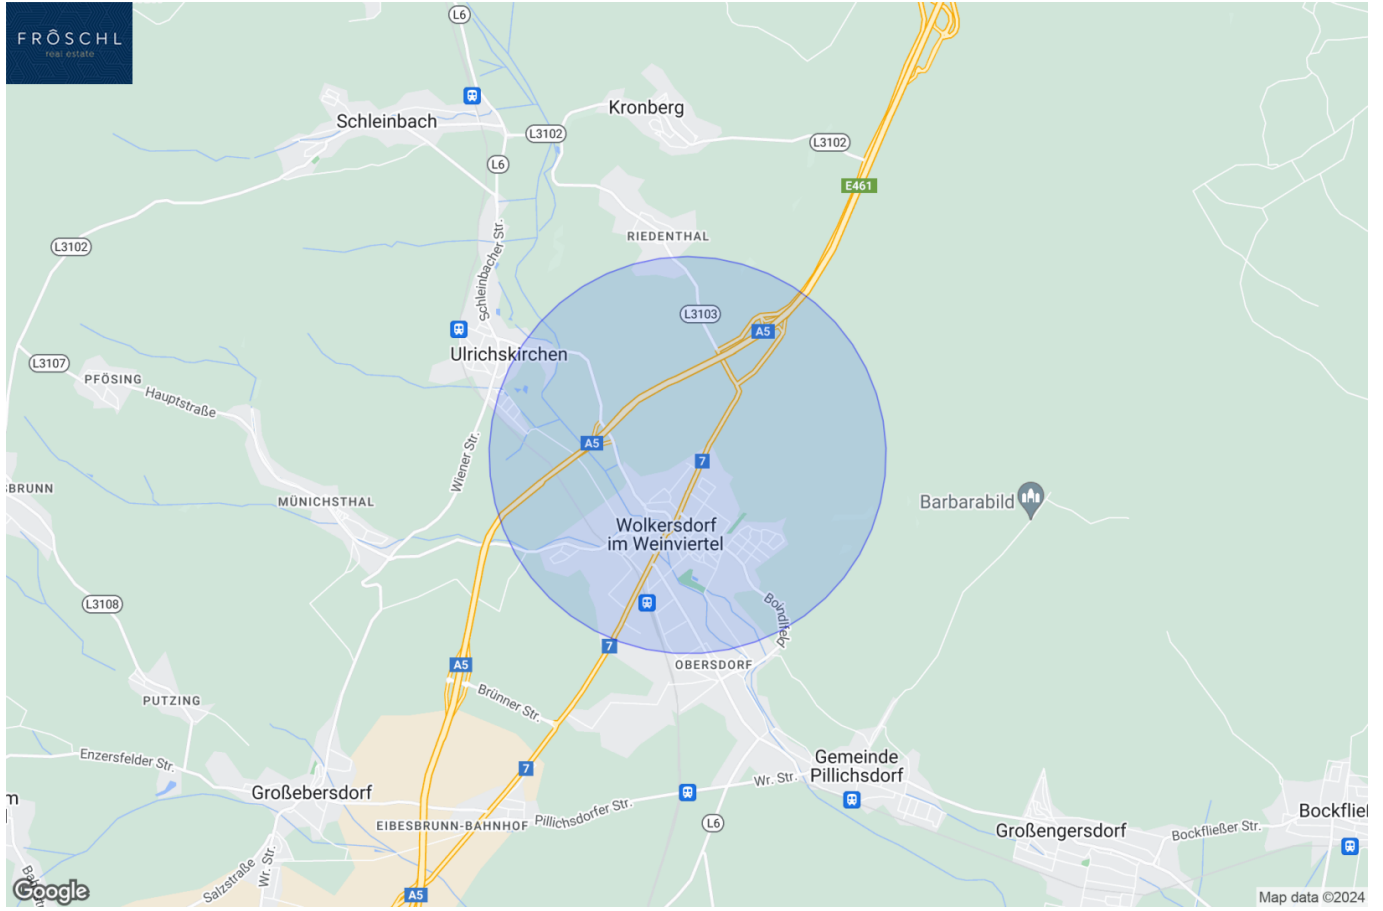 FRÖSCHL
real estate
L6
Kronberg
Schleinbach
L3102
L3102
L6
E461
RIEDENTHAL
L3102
Schleinbacher Str.
L3103
A5
Ulrichskirchen
L3107
PFÖSING
Hauptstraße
A5
Wiener Str.
7
SBRUNN
MÜNICHSTHAL
Barbarabild
Wolkersdorf
im Weinviertel
L3108
Boindlfeld
7
A5
OBERSDORF
PUTZING
Brünner Str.
Enzersfelder Str.
Gemeinde
Pillichsdorf
7
Wr. Str.
Großebersdorf
m
Pillichsdorfer Str.
EIBESBRUNN-BAHNHOF
L6
Großengersdorf
Bockfließer Str.
Bockfließ
Salzstraße
Wr. Str.
A5
Google
Map data ©2024